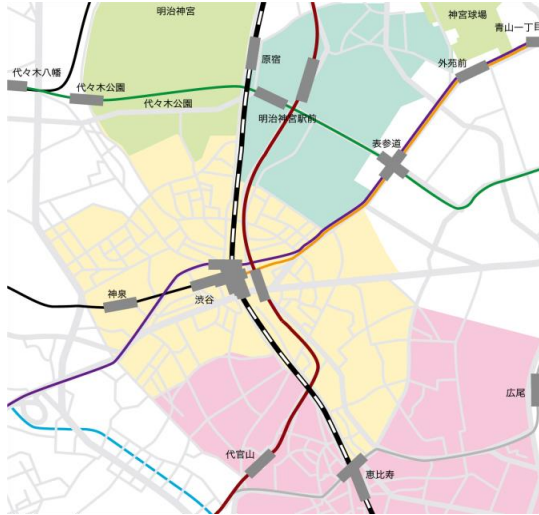 明治神宮
神宮球場
青山一丁目
原宿
外苑前
代々木八幡
代々木公園
代々木公園
明治神宮駅前
表参道
神泉
渋谷
広尾
代官山
恵比寿